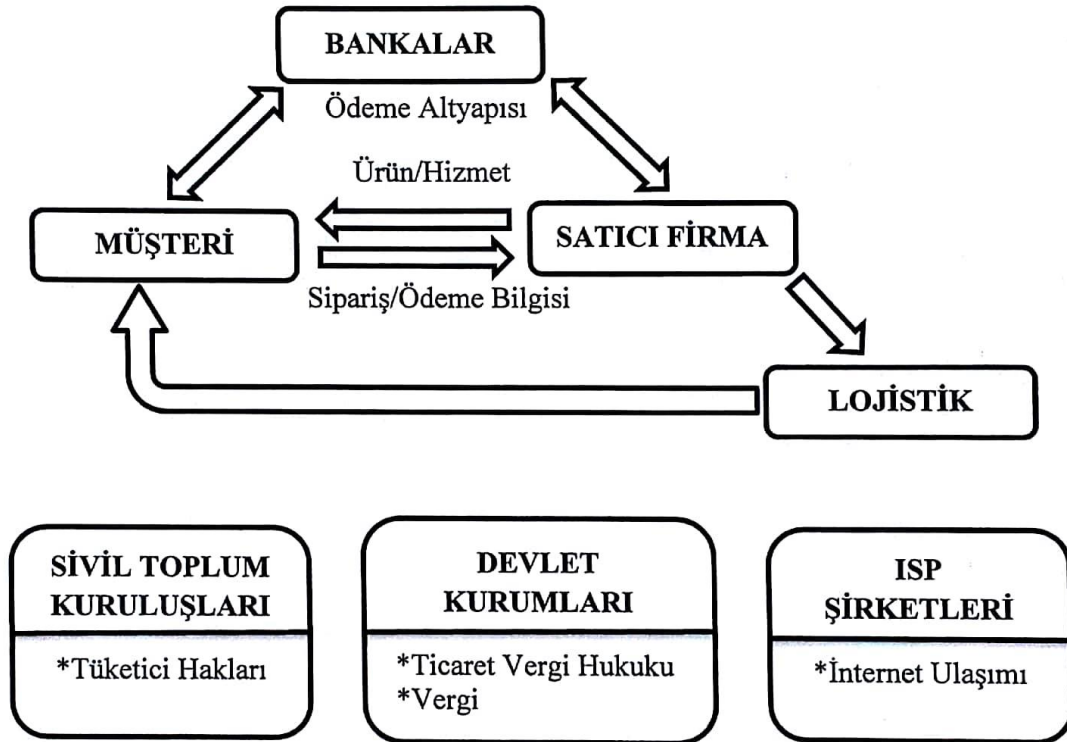 BANKALAR
Ödeme Altyapısı
Ürün/Hizmet
MÜŞTERİ
SATICI FİRMA
Sipariş/Ödeme Bilgisi
LOJİSTİK
SİVİL TOPLUM
KURULUŞLARI
*Tüketici Hakları
DEVLET
KURUMLARI
*Ticaret Vergi Hukuku
*Vergi
ISP
ŞİRKETLERİ
*İnternet Ulaşımı